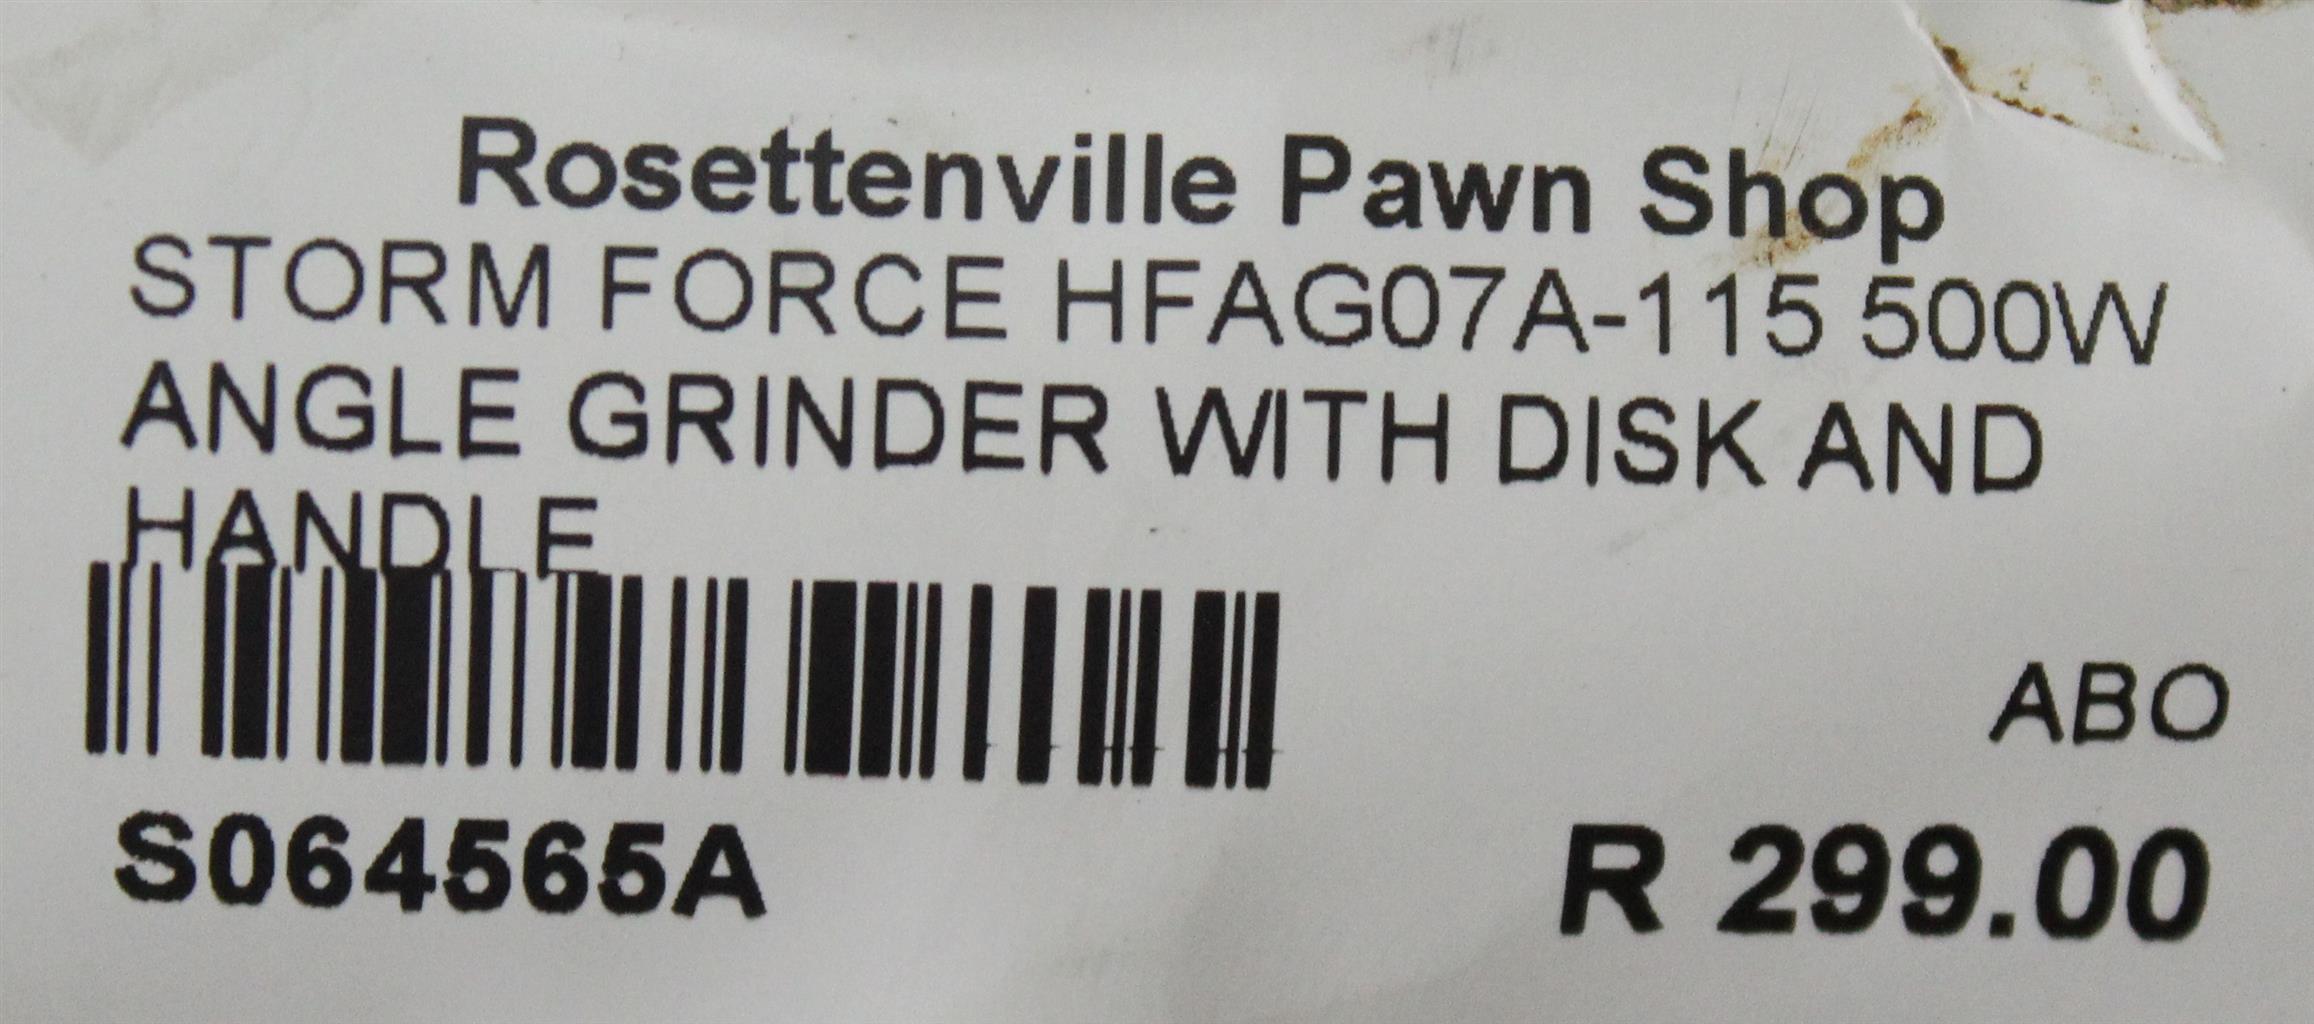 Rosettenville Pawn Shop
STORM FORCE HFAG07A-115 500W
ANGLE GRINDER WITH DISK AND
HANDLE
ABO
S064565A
R 299.00